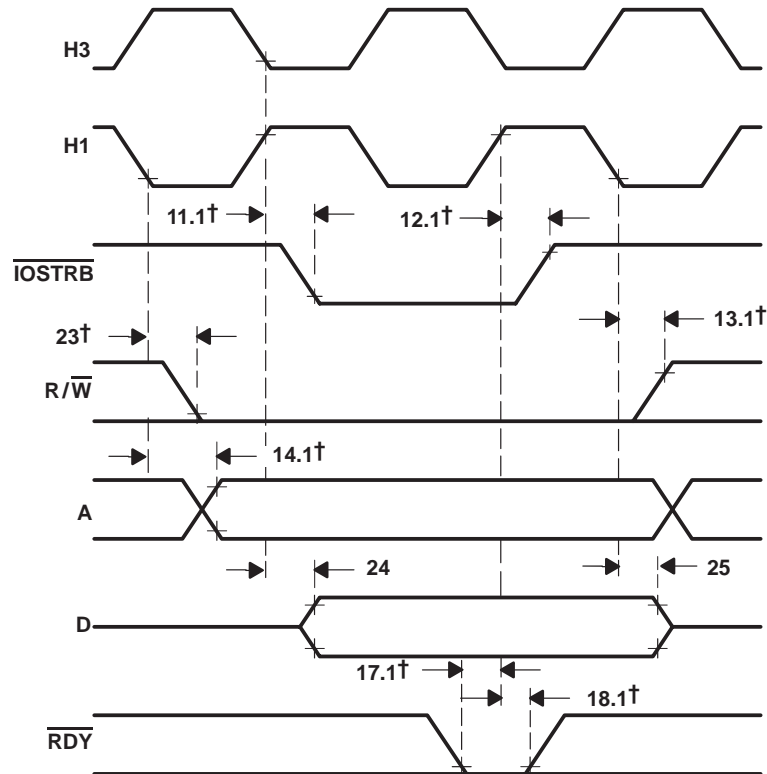 H3
H1
11.1†
12.1†
IOSTRB
23†
13.1†
R/W
14.1†
A
24
25
D
17.1†
18.1†
RDY